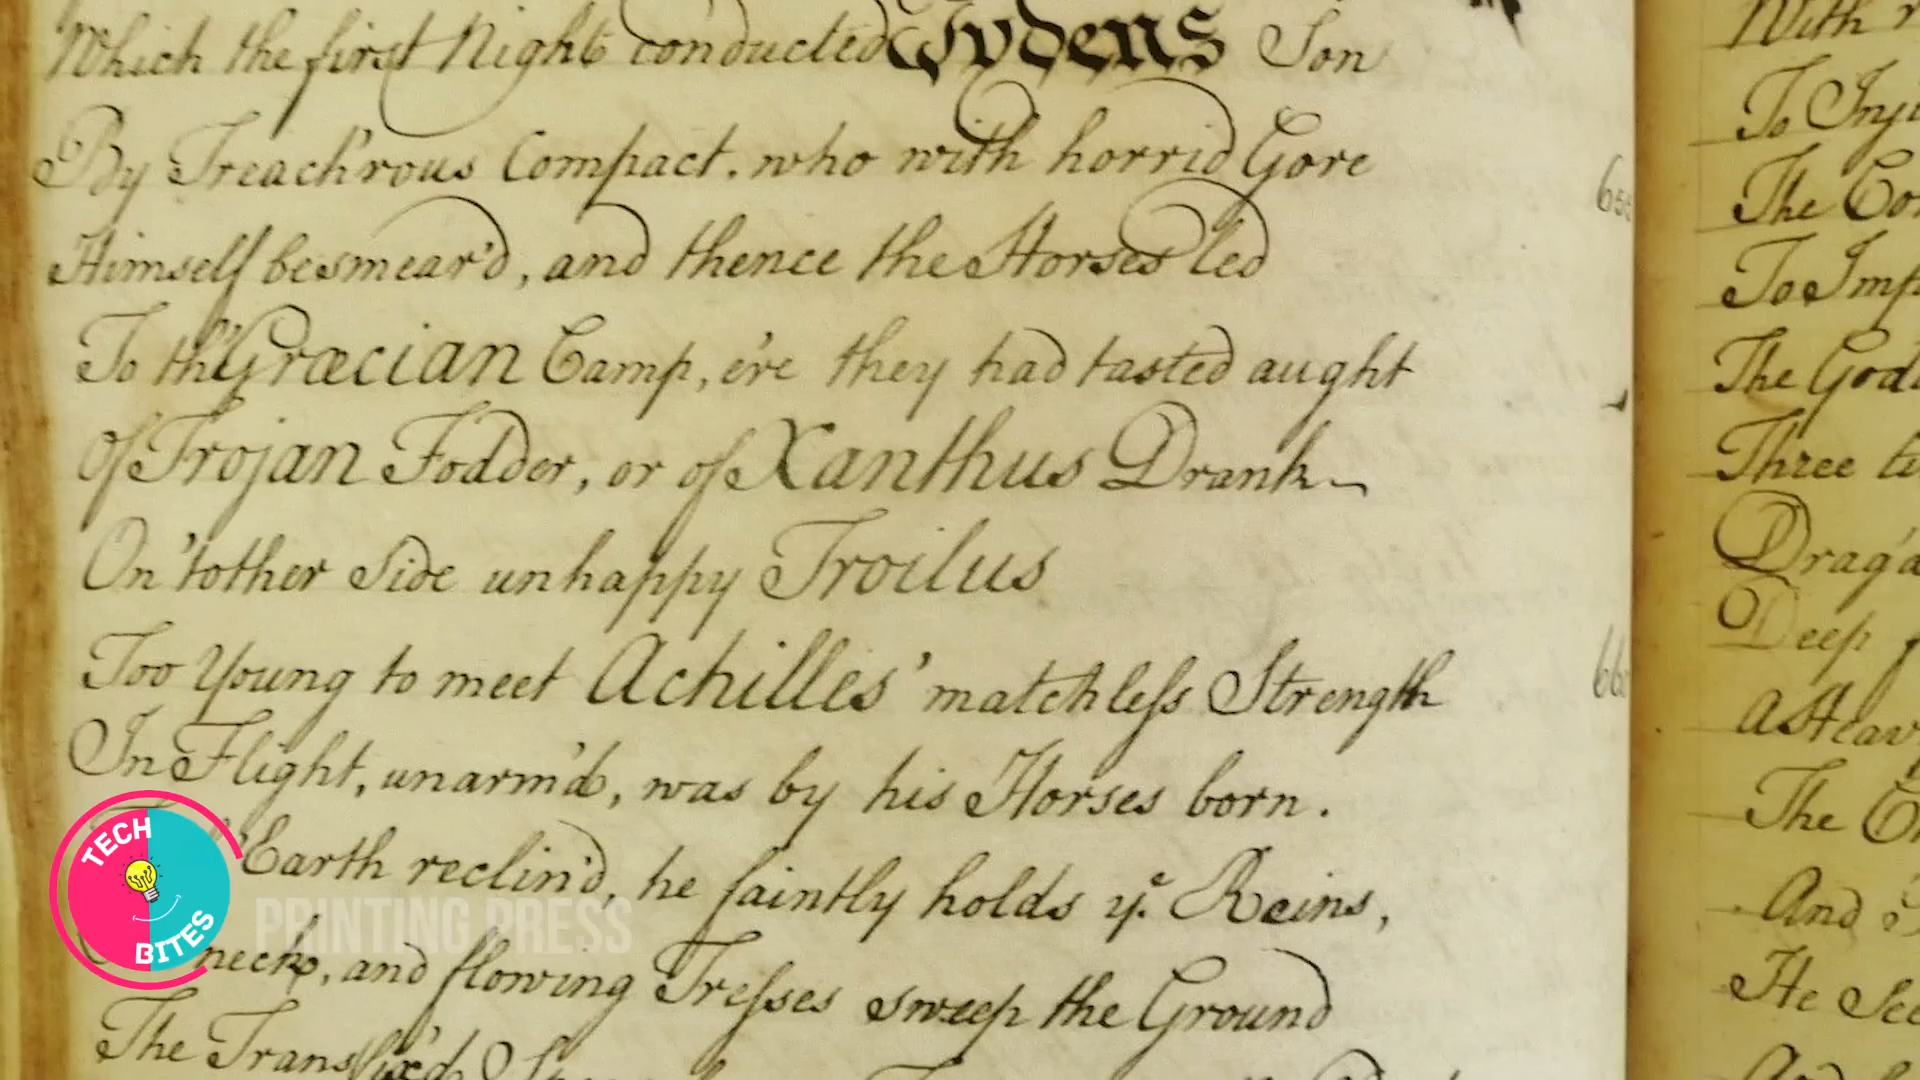 Which the first Night conducted Tydens Son
By Treach'rous Compact. who with horrid Gore
Himself besmear'd, and thence the Horses led
To th' Græcian Camp, e're they had tasted aught
Of Trojan Fodder, or of Xanthus Drank
On 'tother Side unhappy Troilus
Too Young to meet Achilles' matchless Strength
In Flight, unarm'd, was by his Horses born.
Earth reclin'd, he faintly holds ye Reins,
neck, and flowing Tresses sweep the Ground
The Transfix'd
655
660
With
To
The
To
The
Three
Drag'd
Deep
A
The
And
He
And
TECH BITES
PRINTING PRESS